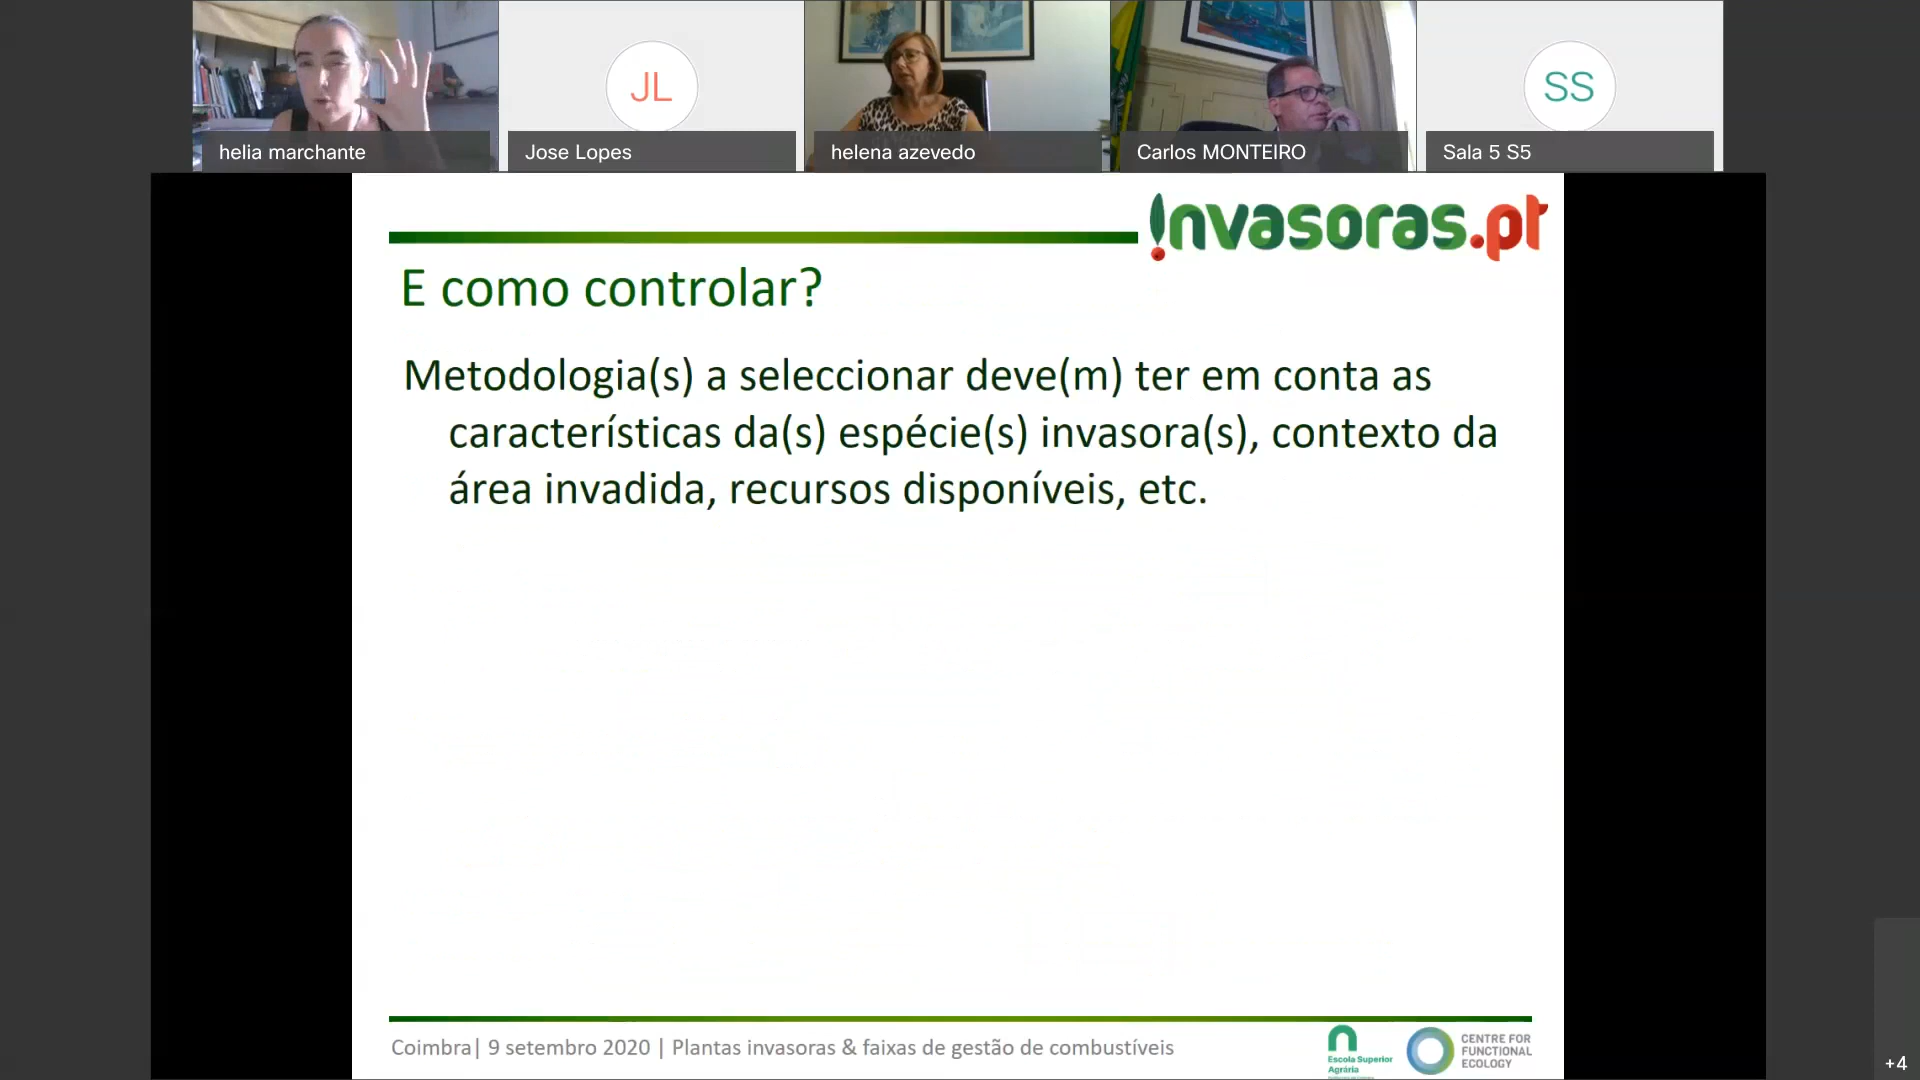 helia marchante
JL
Jose Lopes
helena azevedo
Carlos MONTEIRO
SS
Sala 5 S5
invasoras.pt
E como controlar?
Metodologia(s) a seleccionar deve(m) ter em conta as
características da(s) espécie(s) invasora(s), contexto da
área invadida, recursos disponíveis, etc.
Coimbra| 9 setembro 2020 | Plantas invasoras & faixas de gestão de combustíveis
Escola Superior
Agrária
CENTRE FOR
FUNCTIONAL
ECOLOGY
+4